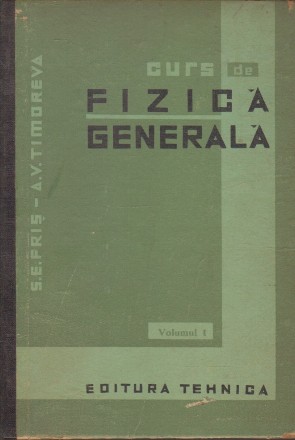 curs de
FIZICĂ
GENERALĂ
S.E.FRIȘ - A.V.TIMOREVA
Volumul I
EDITURA TEHNICA